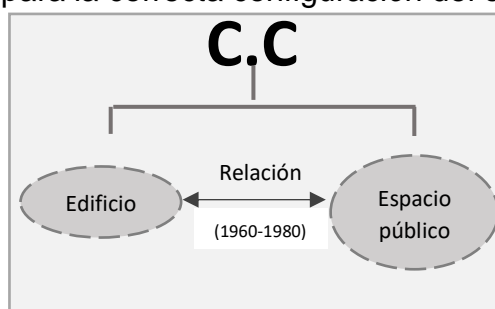 para la correcta configuración del
C.C
Relación
Edificio
(1960-1980)
Espacio
público